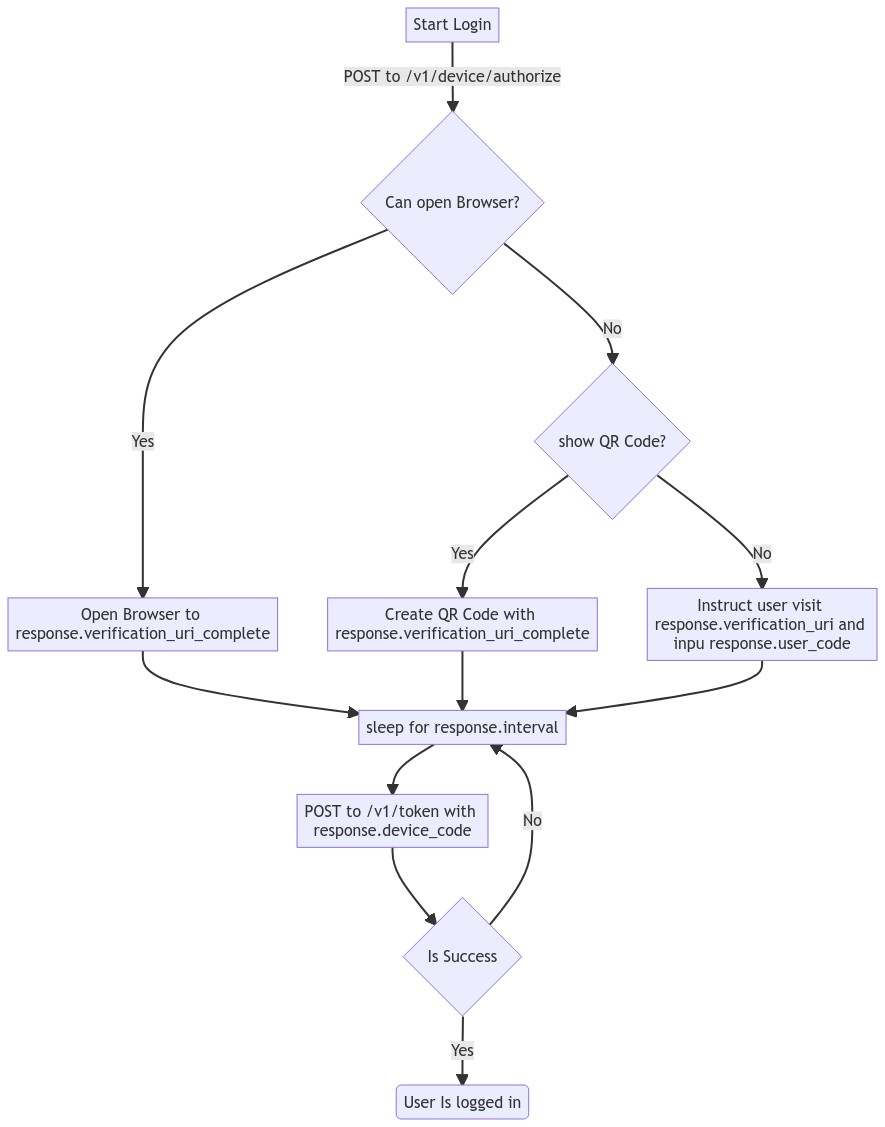 Start Login
POST to /v1/device/authorize
Can open Browser?
No
Yes
show QR Code?
Yes
No
Open Browser to
response.verification_uri_complete
Create QR Code with
response.verification_uri_complete
Instruct user visit
response.verification_uri and
inpu response.user_code
sleep for response.interval
POST to /v1/token with
response.device_code
No
Is Success
Yes
User Is logged in